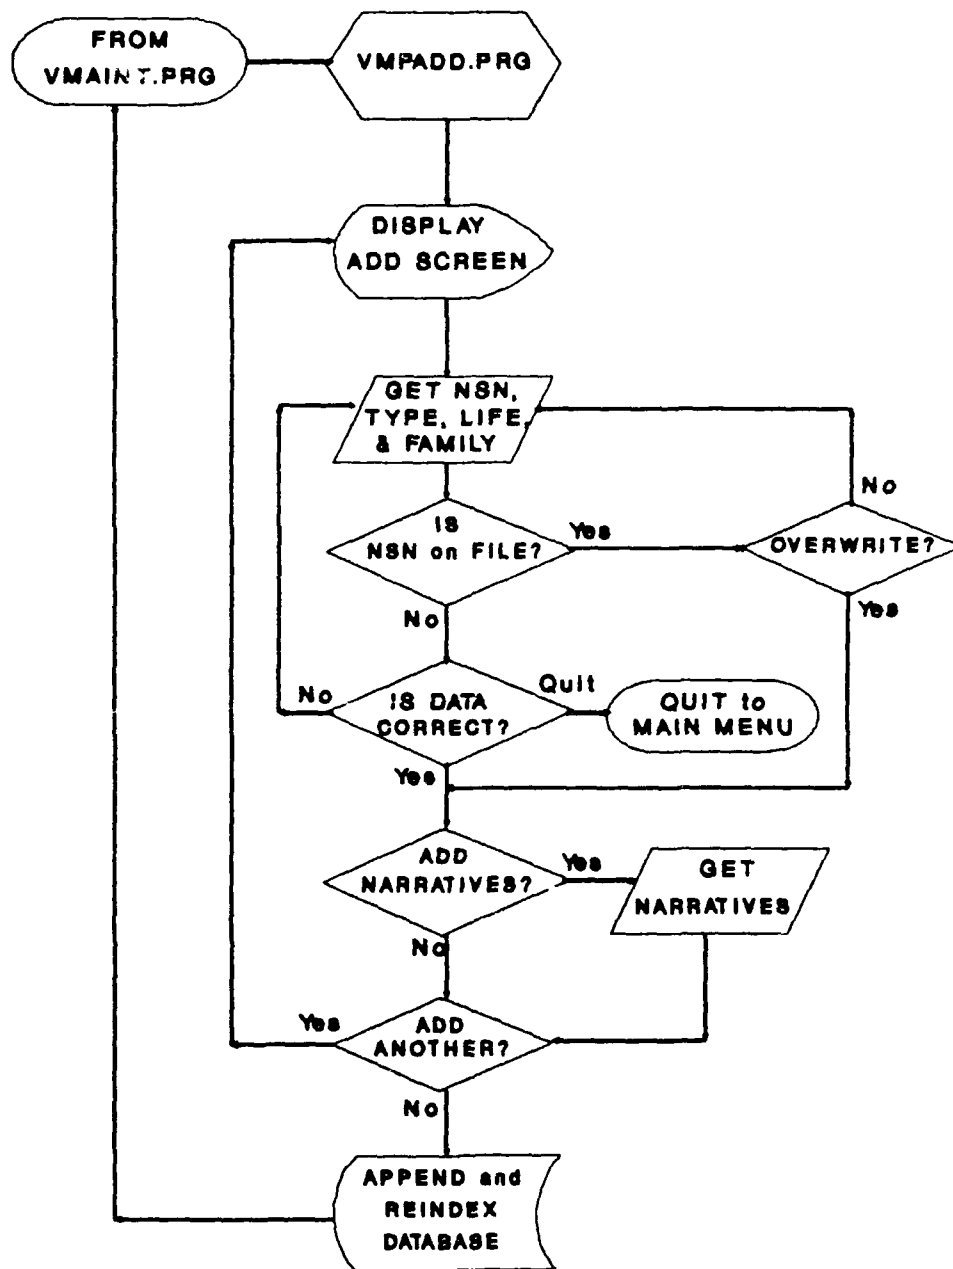 FROM
VMAINT.PRG
VMPADD.PRG
DISPLAY
ADD SCREEN
GET NSN,
TYPE, LIFE,
& FAMILY
No
IS
NSN on FILE?
Yes
OVERWRITE?
No
Yes
No
IS DATA
CORRECT?
Quit
QUIT to
MAIN MENU
Yes
ADD
NARRATIVES?
Yes
GET
NARRATIVES
No
Yes
ADD
ANOTHER?
No
APPEND and
REINDEX
DATABASE